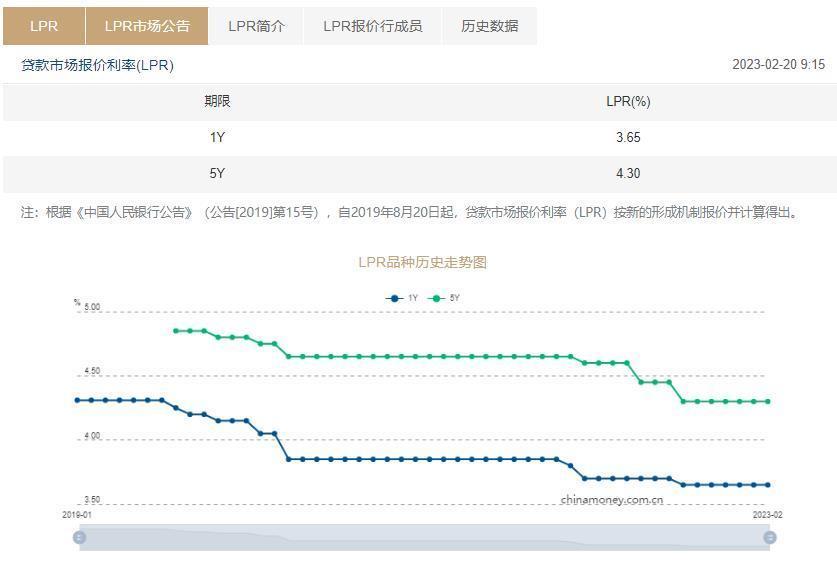 LPR LPR市场公告 LPR简介 LPR报价行成员 历史数据
贷款市场报价利率(LPR) 2023-02-20 9:15
期限 LPR(%)
1Y 3.65
5Y 4.30
注：根据《中国人民银行公告》（公告[2019]第15号），自2019年8月20日起，贷款市场报价利率（LPR）按新的形成机制报价并计算得出。
LPR品种历史走势图
1Y 5Y
%
5.00
4.50
4.00
3.50
chinamoney.com.cn
2019-01 2023-02